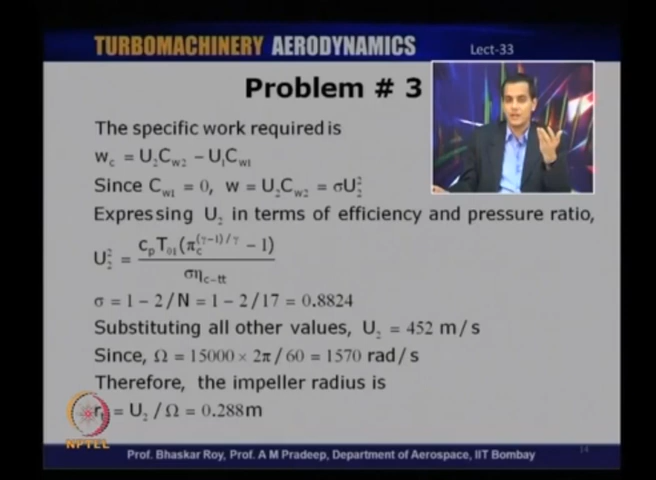 TURBOMACHINERY AERODYNAMICS Lect-33
Problem # 3
The specific work required is
w_c = U_2C_w2 − U_1C_w1
Since C_w1 = 0, w = U_2C_w2 = σU_2^2
Expressing U_2 in terms of efficiency and pressure ratio,
U_2^2 = c_pT_01(π_c^(γ−1)/γ − 1) / ση_c−tt
σ = 1 − 2/N = 1 − 2/17 = 0.8824
Substituting all other values, U_2 = 452 m/s
Since, Ω = 15000 × 2π/60 = 1570 rad/s
Therefore, the impeller radius is
r = U_2/Ω = 0.288m
NPTEL
Prof. Bhaskar Roy, Prof. A M Pradeep, Department of Aerospace, IIT Bombay
14